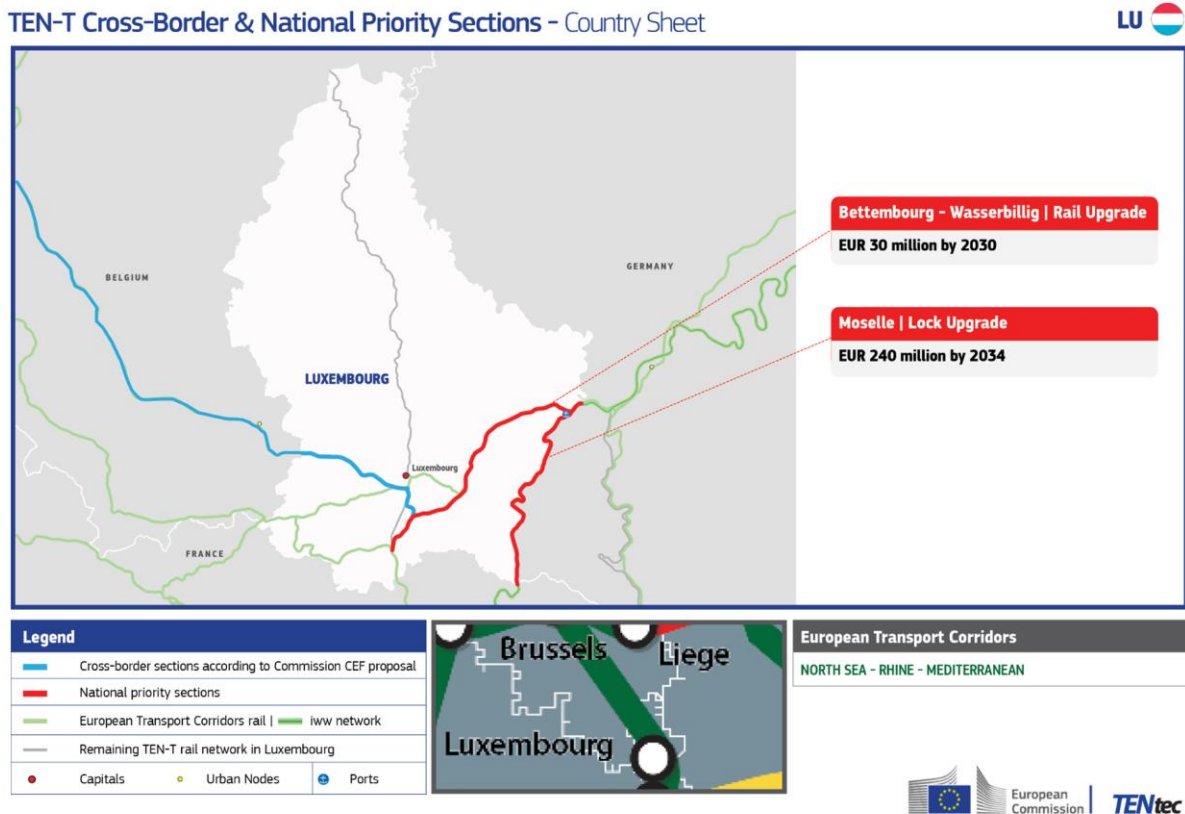 TEN-T Cross-Border & National Priority Sections – Country Sheet
LU
BELGIUM
GERMANY
LUXEMBOURG
Luxembourg
FRANCE
Bettembourg - Wasserbillig | Rail Upgrade
EUR 30 million by 2030
Moselle | Lock Upgrade
EUR 240 million by 2034
Legend
Cross-border sections according to Commission CEF proposal
National priority sections
European Transport Corridors rail | iww network
Remaining TEN-T rail network in Luxembourg
Capitals
Urban Nodes
Ports
Brussels
Liege
Luxembourg
European Transport Corridors
NORTH SEA - RHINE - MEDITERRANEAN
European
Commission
TENtec